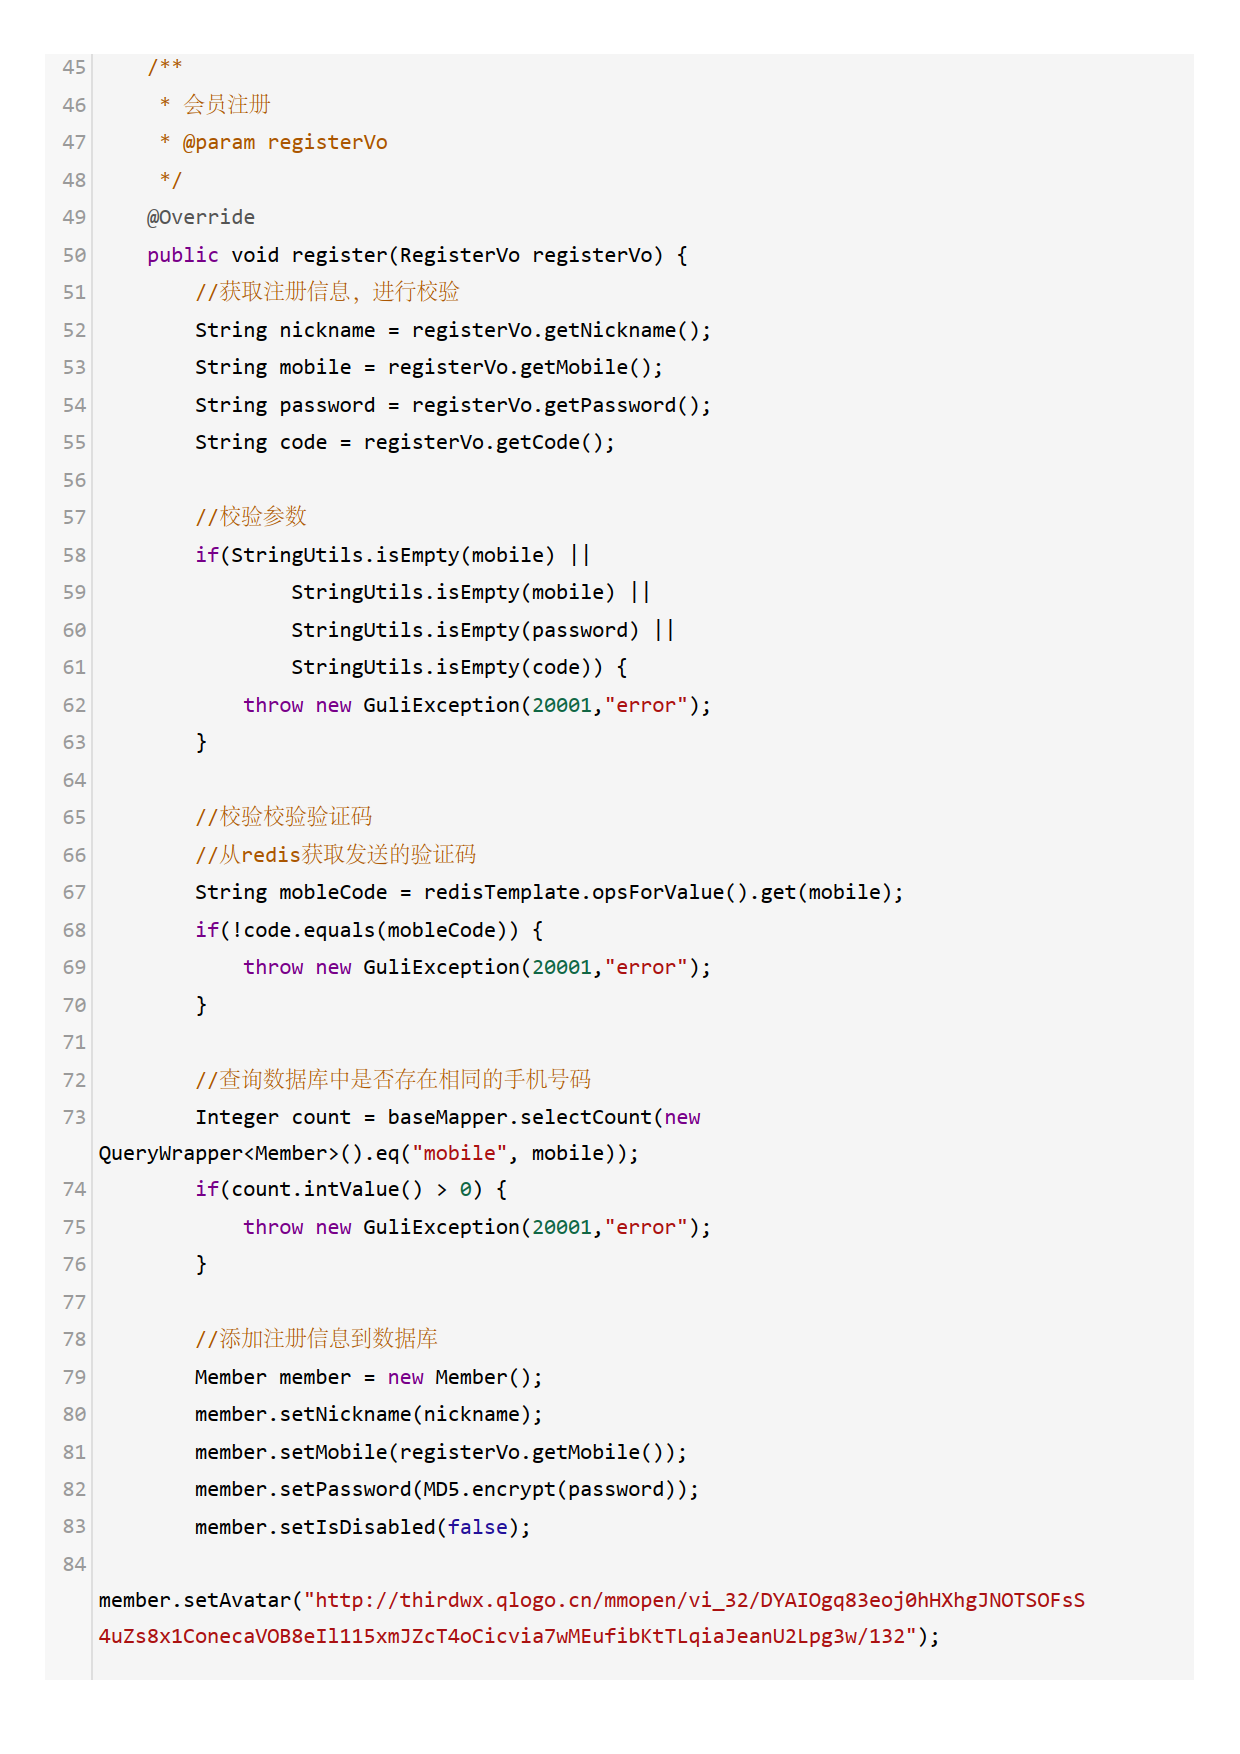 45     /**
46      * 会员注册
47      * @param registerVo
48      */
49     @Override
50     public void register(RegisterVo registerVo) {
51         //获取注册信息，进行校验
52         String nickname = registerVo.getNickname();
53         String mobile = registerVo.getMobile();
54         String password = registerVo.getPassword();
55         String code = registerVo.getCode();
56
57         //校验参数
58         if(StringUtils.isEmpty(mobile) ||
59                 StringUtils.isEmpty(mobile) ||
60                 StringUtils.isEmpty(password) ||
61                 StringUtils.isEmpty(code)) {
62             throw new GuliException(20001,"error");
63         }
64
65         //校验校验验证码
66         //从redis获取发送的验证码
67         String mobleCode = redisTemplate.opsForValue().get(mobile);
68         if(!code.equals(mobleCode)) {
69             throw new GuliException(20001,"error");
70         }
71
72         //查询数据库中是否存在相同的手机号码
73         Integer count = baseMapper.selectCount(new
QueryWrapper<Member>().eq("mobile", mobile));
74         if(count.intValue() > 0) {
75             throw new GuliException(20001,"error");
76         }
77
78         //添加注册信息到数据库
79         Member member = new Member();
80         member.setNickname(nickname);
81         member.setMobile(registerVo.getMobile());
82         member.setPassword(MD5.encrypt(password));
83         member.setIsDisabled(false);
84
member.setAvatar("http://thirdwx.qlogo.cn/mmopen/vi_32/DYAIOgq83eoj0hHXhgJNOTSOFsS
4uZs8x1ConecaVOB8eIl115xmJZcT4oCicvia7wMEufibKtTLqiaJeanU2Lpg3w/132");